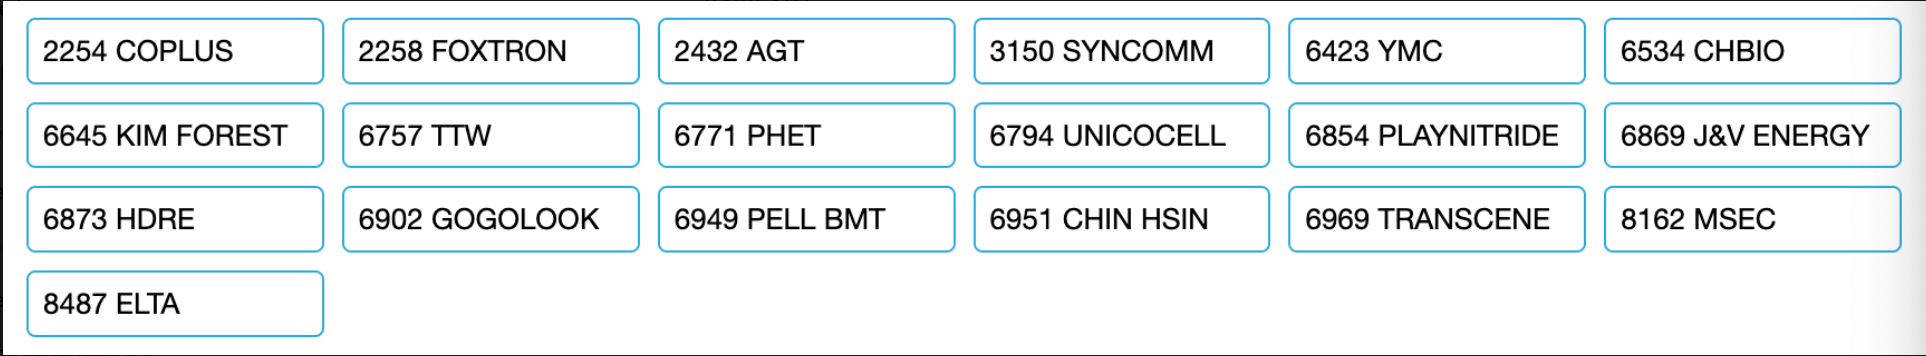 2254 COPLUS
2258 FOXTRON
2432 AGT
3150 SYNCOMM
6423 YMC
6534 CHBIO
6645 KIM FOREST
6757 TTW
6771 PHET
6794 UNICOCELL
6854 PLAYNITRIDE
6869 J&V ENERGY
6873 HDRE
6902 GOGOLOOK
6949 PELL BMT
6951 CHIN HSIN
6969 TRANSCENE
8162 MSEC
8487 ELTA